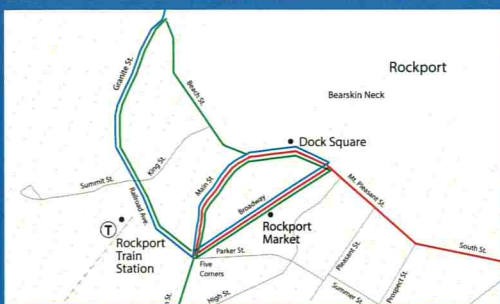 Rockport
Bearskin Neck
Granite St.
Beach St.
Dock Square
King St.
Main St.
Summit St.
Railroad Ave.
Broadway
Mt. Pleasant St.
T
Rockport
Train
Station
Rockport
Market
Parker St.
Five
Corners
Pleasant St.
South St.
High St.
Summer St.
Prospect St.
St.